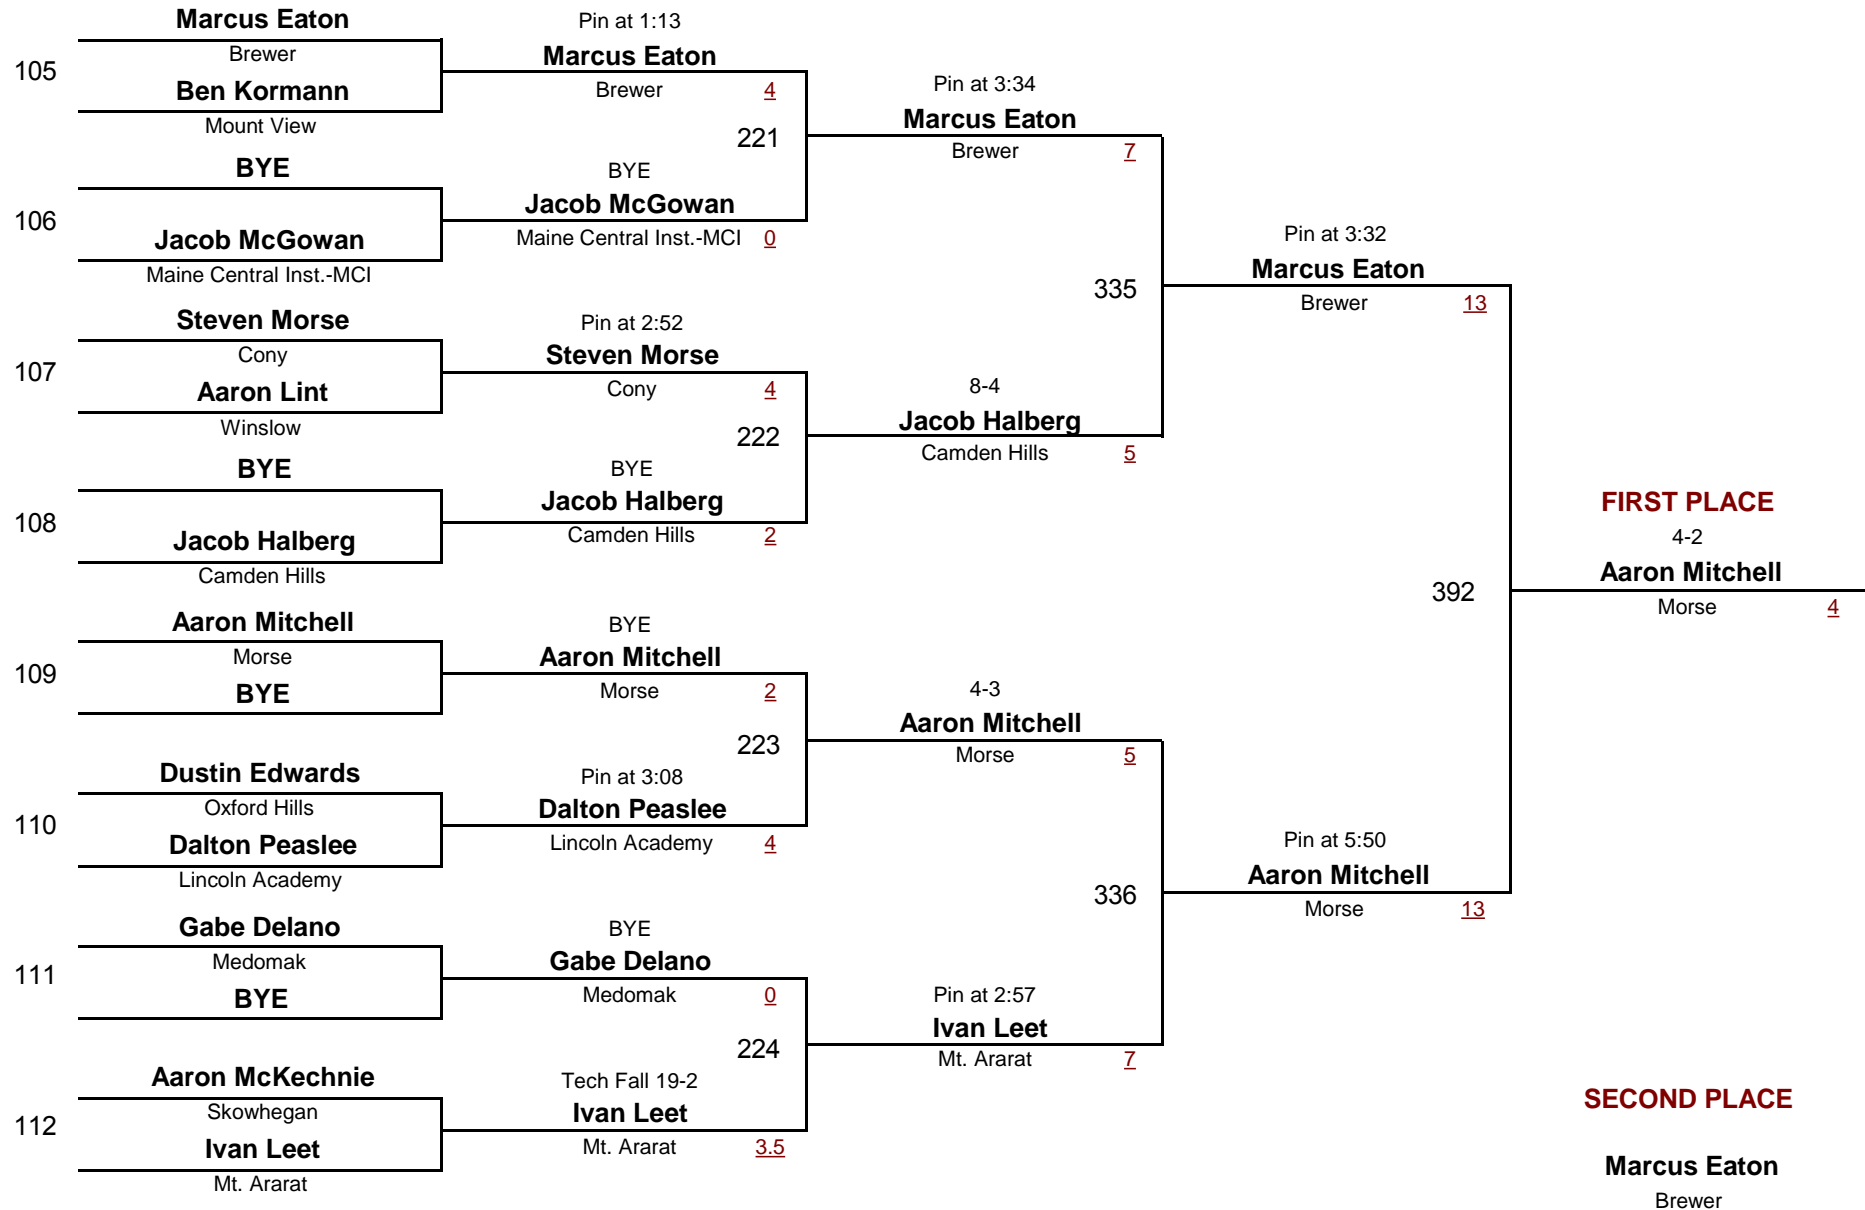 Marcus Eaton
Brewer
105
Ben Kormann
Mount View
BYE
106
Jacob McGowan
Maine Central Inst.-MCI
Steven Morse
Cony
107
Aaron Lint
Winslow
BYE
108
Jacob Halberg
Camden Hills
Aaron Mitchell
Morse
109
BYE
Dustin Edwards
Oxford Hills
110
Dalton Peaslee
Lincoln Academy
Gabe Delano
Medomak
111
BYE
Aaron McKechnie
Skowhegan
112
Ivan Leet
Mt. Ararat
Pin at 1:13
Marcus Eaton
Brewer 4
221
BYE
Jacob McGowan
Maine Central Inst.-MCI 0
Pin at 2:52
Steven Morse
Cony 4
222
BYE
Jacob Halberg
Camden Hills 2
BYE
Aaron Mitchell
Morse 2
223
Pin at 3:08
Dalton Peaslee
Lincoln Academy 4
BYE
Gabe Delano
Medomak 0
224
Tech Fall 19-2
Ivan Leet
Mt. Ararat 3.5
Pin at 3:34
Marcus Eaton
Brewer 7
335
8-4
Jacob Halberg
Camden Hills 5
4-3
Aaron Mitchell
Morse 5
336
Pin at 2:57
Ivan Leet
Mt. Ararat 7
Pin at 3:32
Marcus Eaton
Brewer 13
392
Pin at 5:50
Aaron Mitchell
Morse 13
FIRST PLACE
4-2
Aaron Mitchell
Morse 4
SECOND PLACE
Marcus Eaton
Brewer